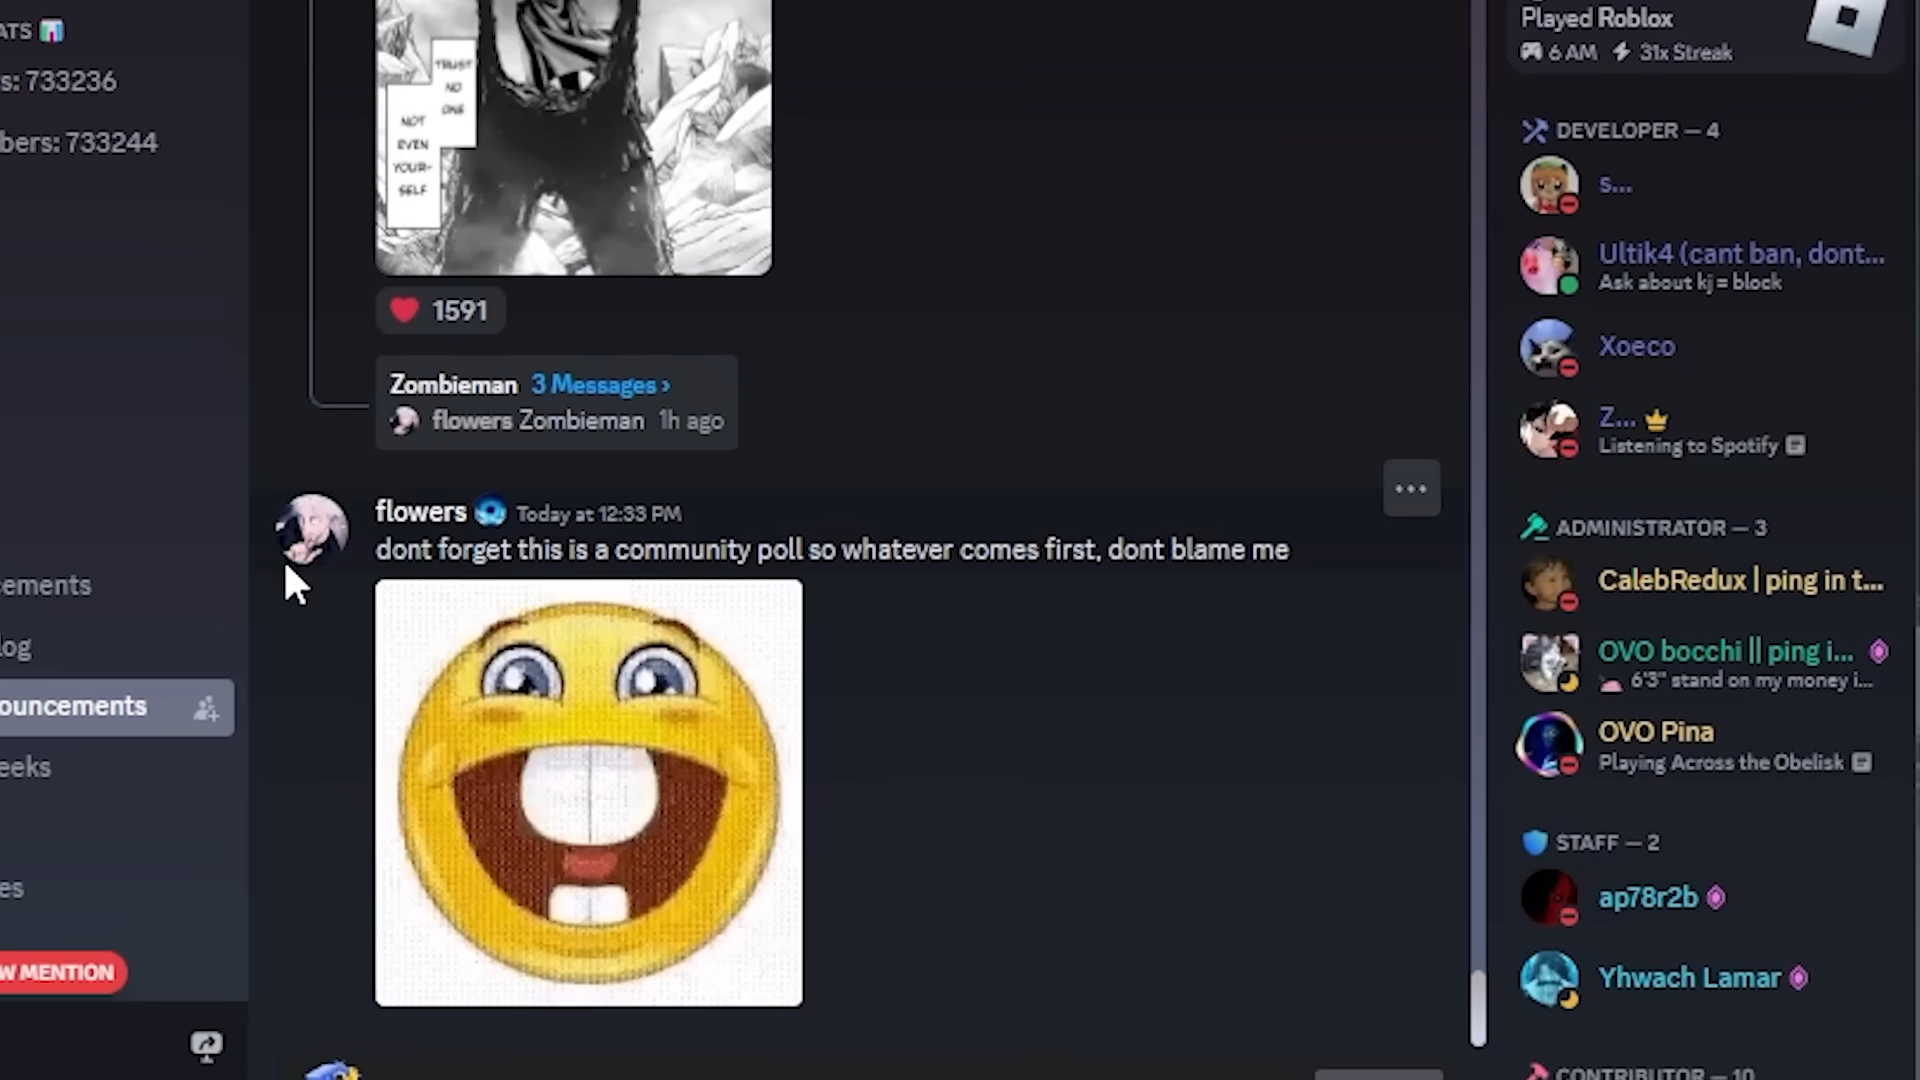 ATS
s: 733236
bers: 733244
cements
log
ouncements
eeks
es
W MENTION
TRUST
NO
ONE
NOT
EVEN
YOUR-
SELF
1591
Zombieman 3 Messages ›
flowers Zombieman 1h ago
flowers Today at 12:33 PM
dont forget this is a community poll so whatever comes first, dont blame me
Played Roblox
6 AM 31x Streak
DEVELOPER — 4
s...
Ultik4 (cant ban, dont...
Ask about kj = block
Xoeco
Z...
Listening to Spotify
ADMINISTRATOR — 3
CalebRedux | ping in t...
OVO bocchi || ping i...
6'3" stand on my money i...
OVO Pina
Playing Across the Obelisk
STAFF — 2
ap78r2b
Yhwach Lamar
CONTRIBUTOR — 10